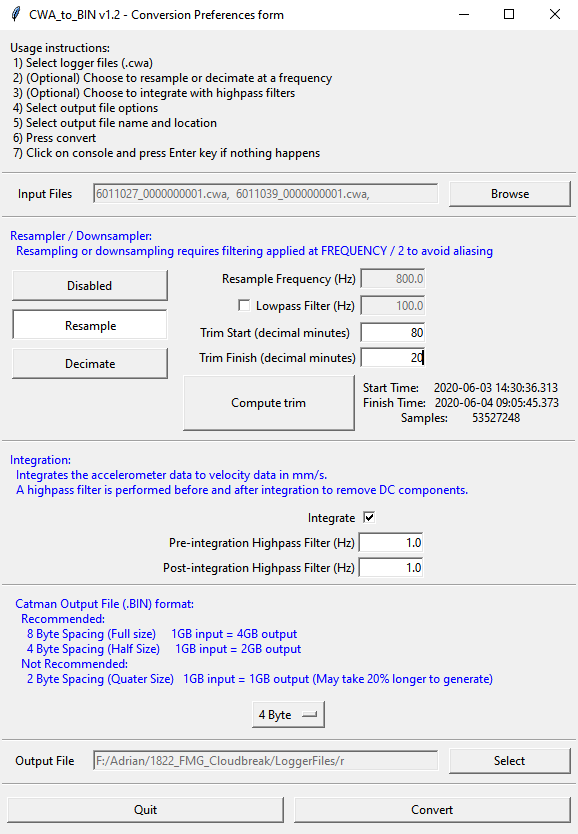 CWA_to_BIN v1.2 - Conversion Preferences form
Usage instructions:
1) Select logger files (.cwa)
2) (Optional) Choose to resample or decimate at a frequency
3) (Optional) Choose to integrate with highpass filters
4) Select output file options
5) Select output file name and location
6) Press convert
7) Click on console and press Enter key if nothing happens
Input Files 6011027_0000000001.cwa, 6011039_0000000001.cwa, Browse
Resampler / Downsampler:
Resampling or downsampling requires filtering applied at FREQUENCY / 2 to avoid aliasing
Disabled
Resample
Decimate
Resample Frequency (Hz) 800.0
Lowpass Filter (Hz) 100.0
Trim Start (decimal minutes) 80
Trim Finish (decimal minutes) 20
Compute trim
Start Time: 2020-06-03 14:30:36.313
Finish Time: 2020-06-04 09:05:45.373
Samples: 53527248
Integration:
Integrates the accelerometer data to velocity data in mm/s.
A highpass filter is performed before and after integration to remove DC components.
Integrate
Pre-integration Highpass Filter (Hz) 1.0
Post-integration Highpass Filter (Hz) 1.0
Catman Output File (.BIN) format:
Recommended:
8 Byte Spacing (Full size) 1GB input = 4GB output
4 Byte Spacing (Half Size) 1GB input = 2GB output
Not Recommended:
2 Byte Spacing (Quater Size) 1GB input = 1GB output (May take 20% longer to generate)
4 Byte
Output File F:/Adrian/1822_FMG_Cloudbreak/LoggerFiles/r Select
Quit Convert